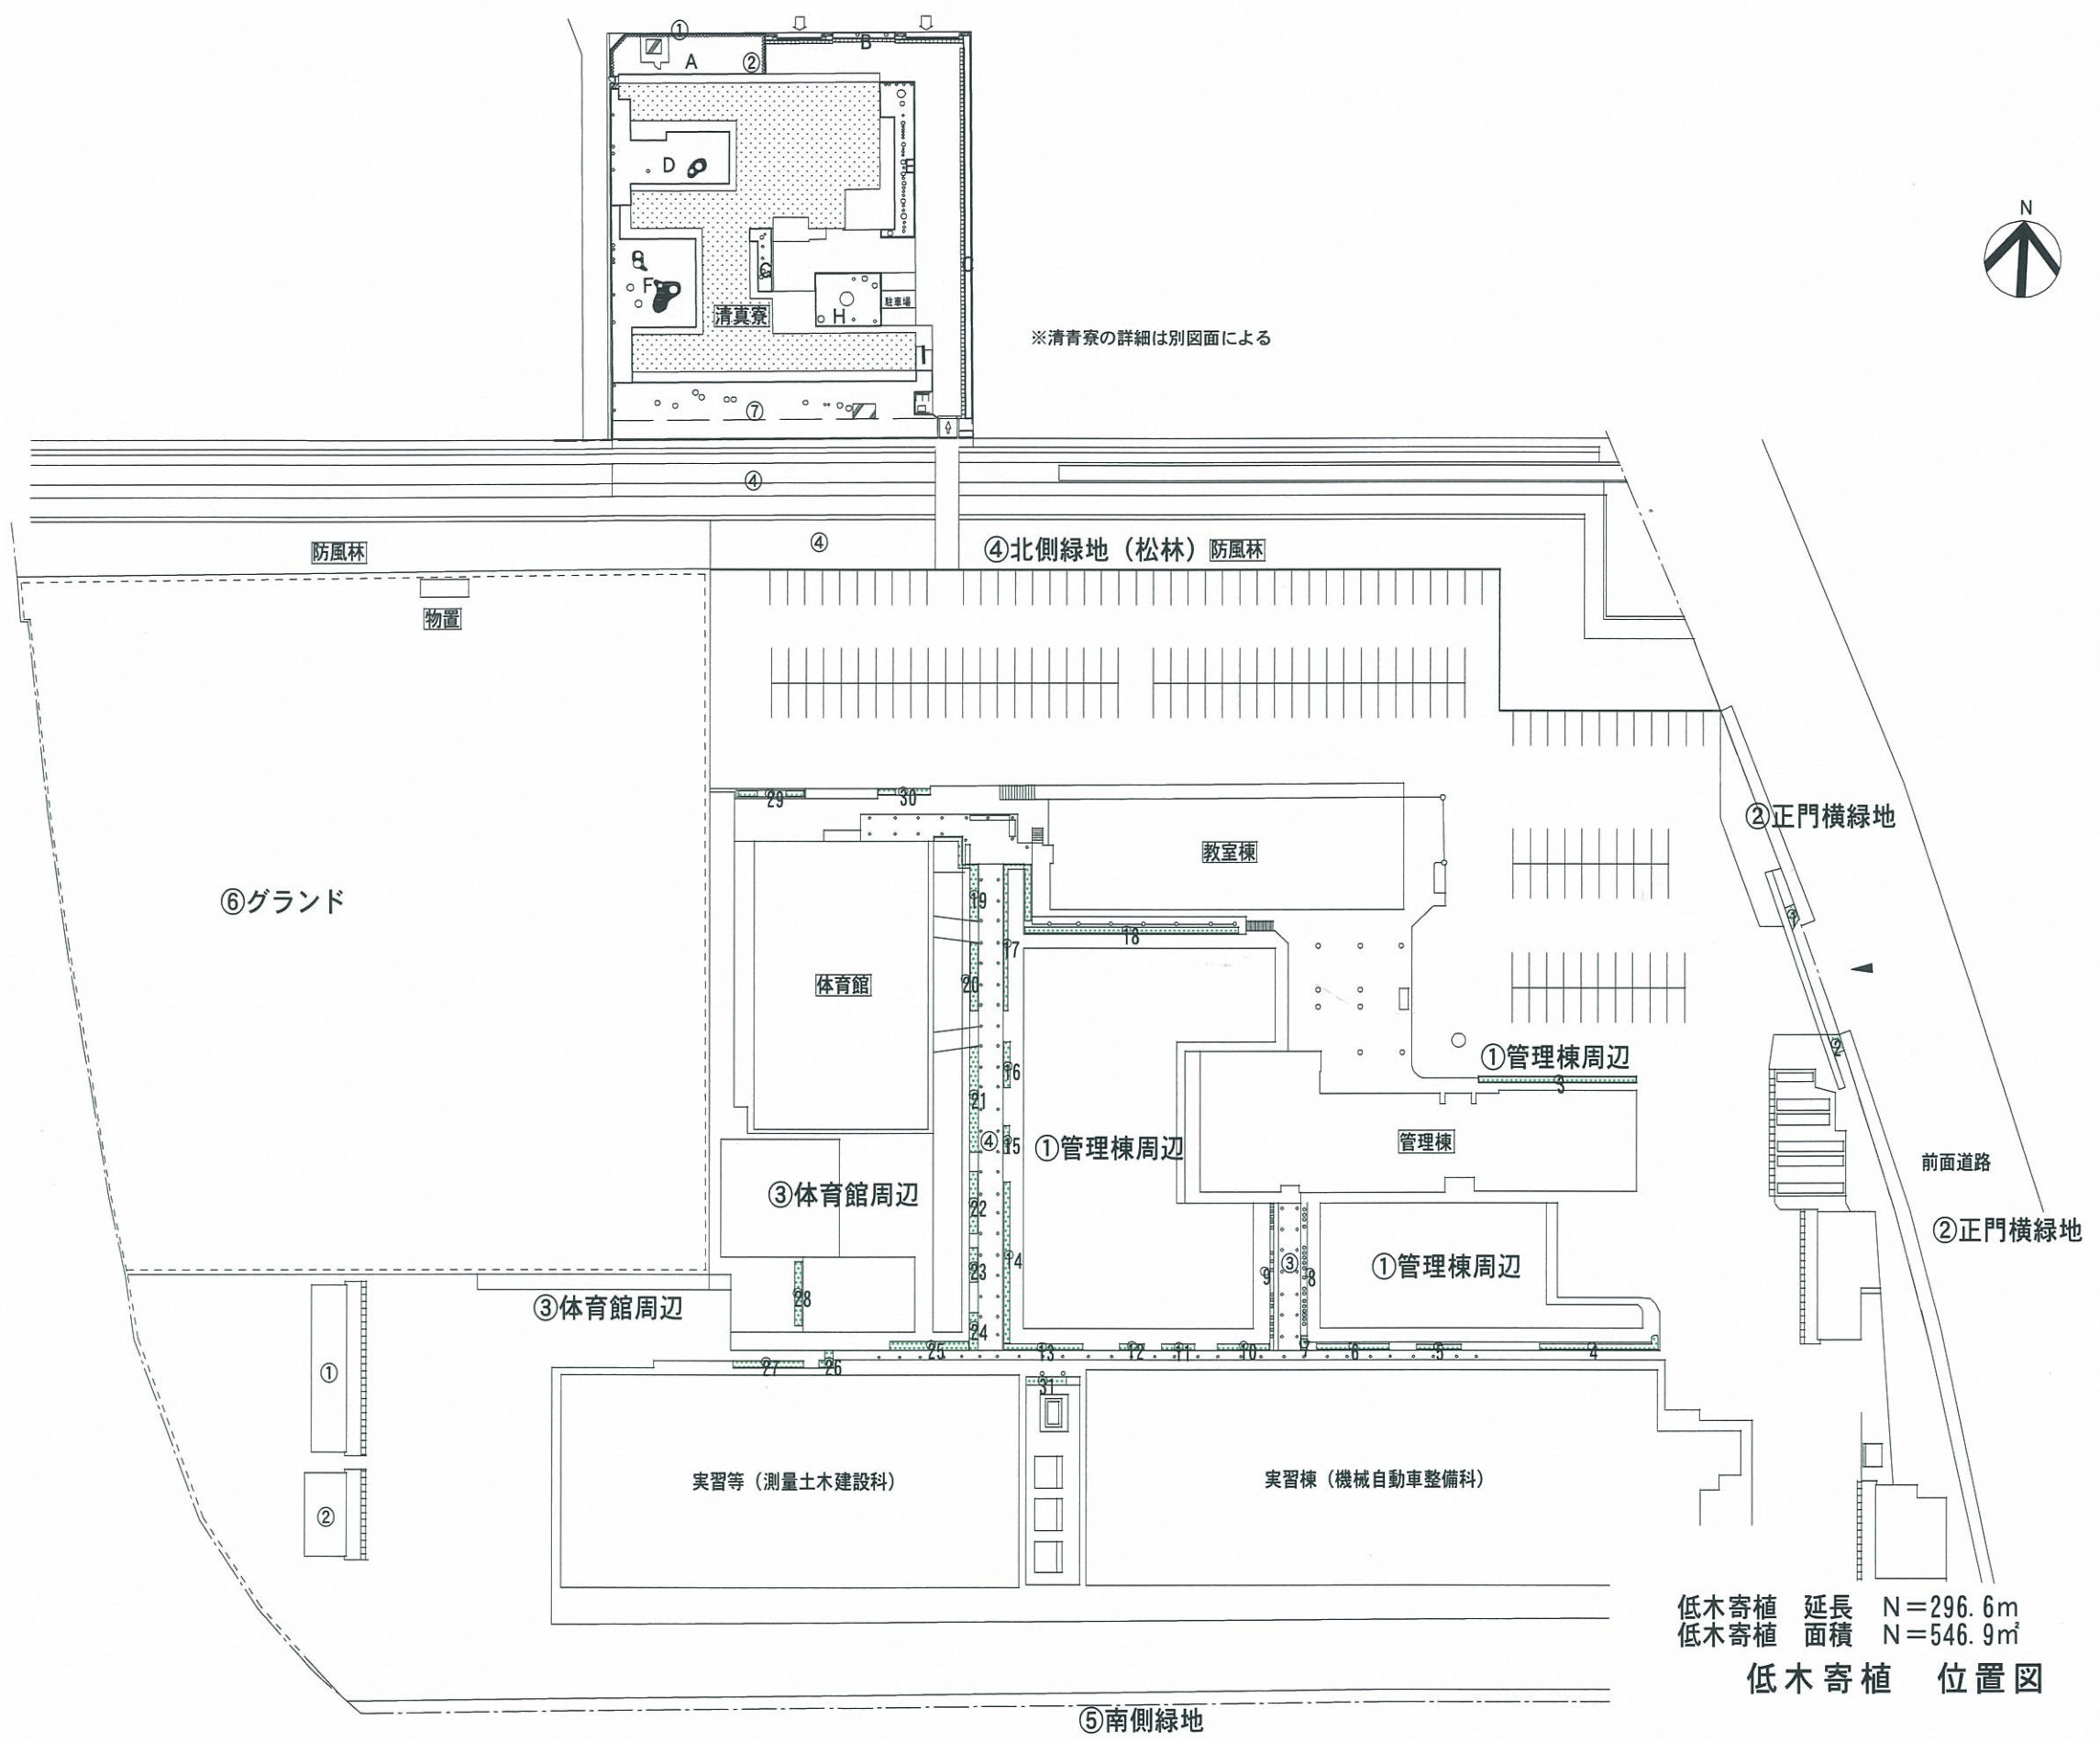 ①
A
②
B
N
D
E
C
G
F
H
駐車場
清真寮
I
※清青寮の詳細は別図面による
⑦
④
防風林
④
④北側緑地（松林）
防風林
物置
29
30
②正門横緑地
教室棟
⑥グランド
19
1
17
18
体育館
20
2
①管理棟周辺
16
3
21
④
15
①管理棟周辺
管理棟
前面道路
③体育館周辺
22
②正門横緑地
14
23
9
③
8
①管理棟周辺
28
③体育館周辺
24
25
13
12
11
10
7
6
5
4
27
26
①
31
実習等（測量土木建設科）
実習棟（機械自動車整備科）
②
低木寄植　延長　N＝296.6m
低木寄植　面積　N＝546.9㎡
低木寄植　位置図
⑤南側緑地